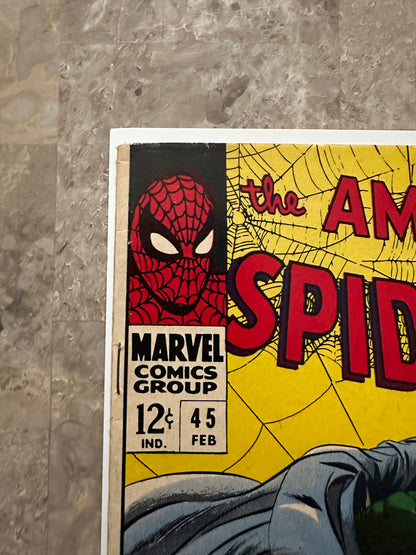 the AM
SPID
MARVEL
COMICS
GROUP
12¢ 45
IND. FEB